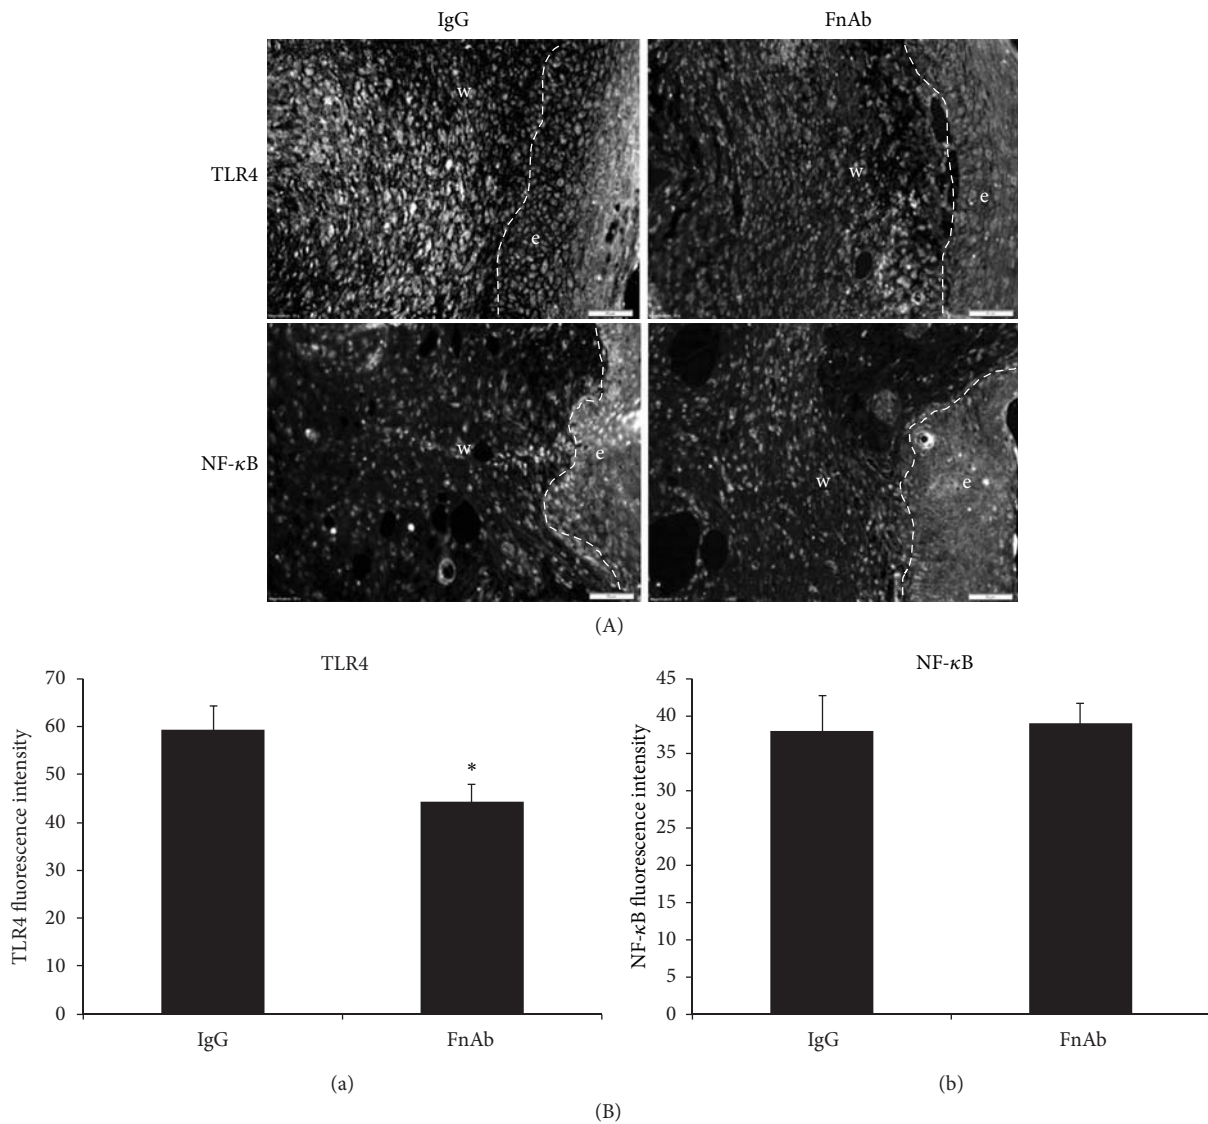 IgG
FnAb
TLR4
w
e
w
e
NF-κB
w
e
w
e
(A)
TLR4
TLR4 fluorescence intensity
70
60
50
40
30
20
10
0
*
IgG
FnAb
(a)
NF-κB
NF-κB fluorescence intensity
45
40
35
30
25
20
15
10
5
0
IgG
FnAb
(b)
(B)